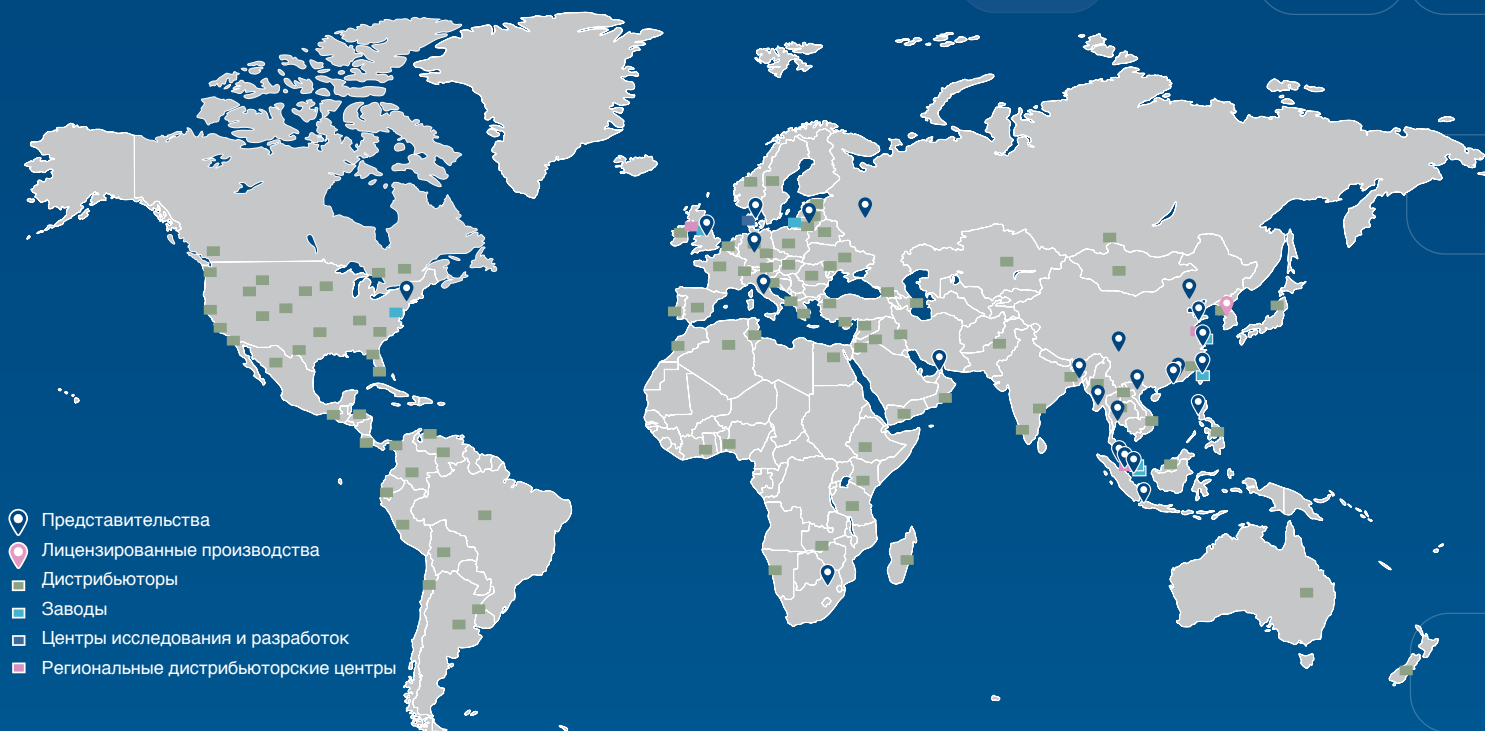 Представительства
Лицензированные производства
Дистрибьюторы
Заводы
Центры исследования и разработок
Региональные дистрибьюторские центры